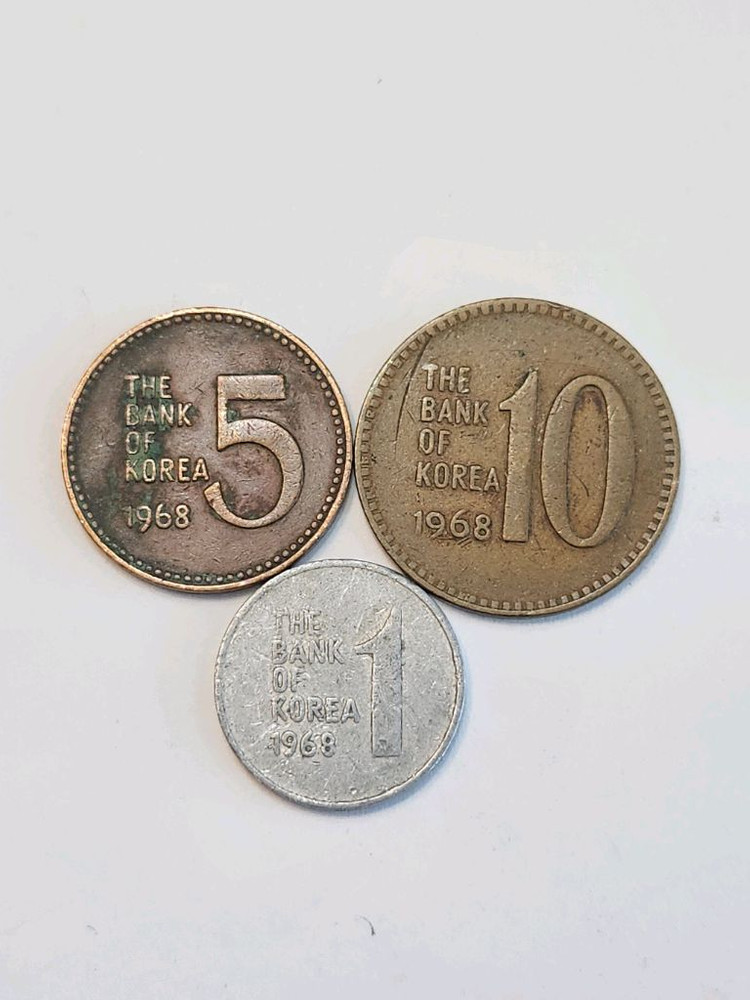 THE
BANK
OF
KOREA
1968
5
THE
BANK
OF
KOREA
1968
10
THE
BANK
OF
KOREA
1968
1